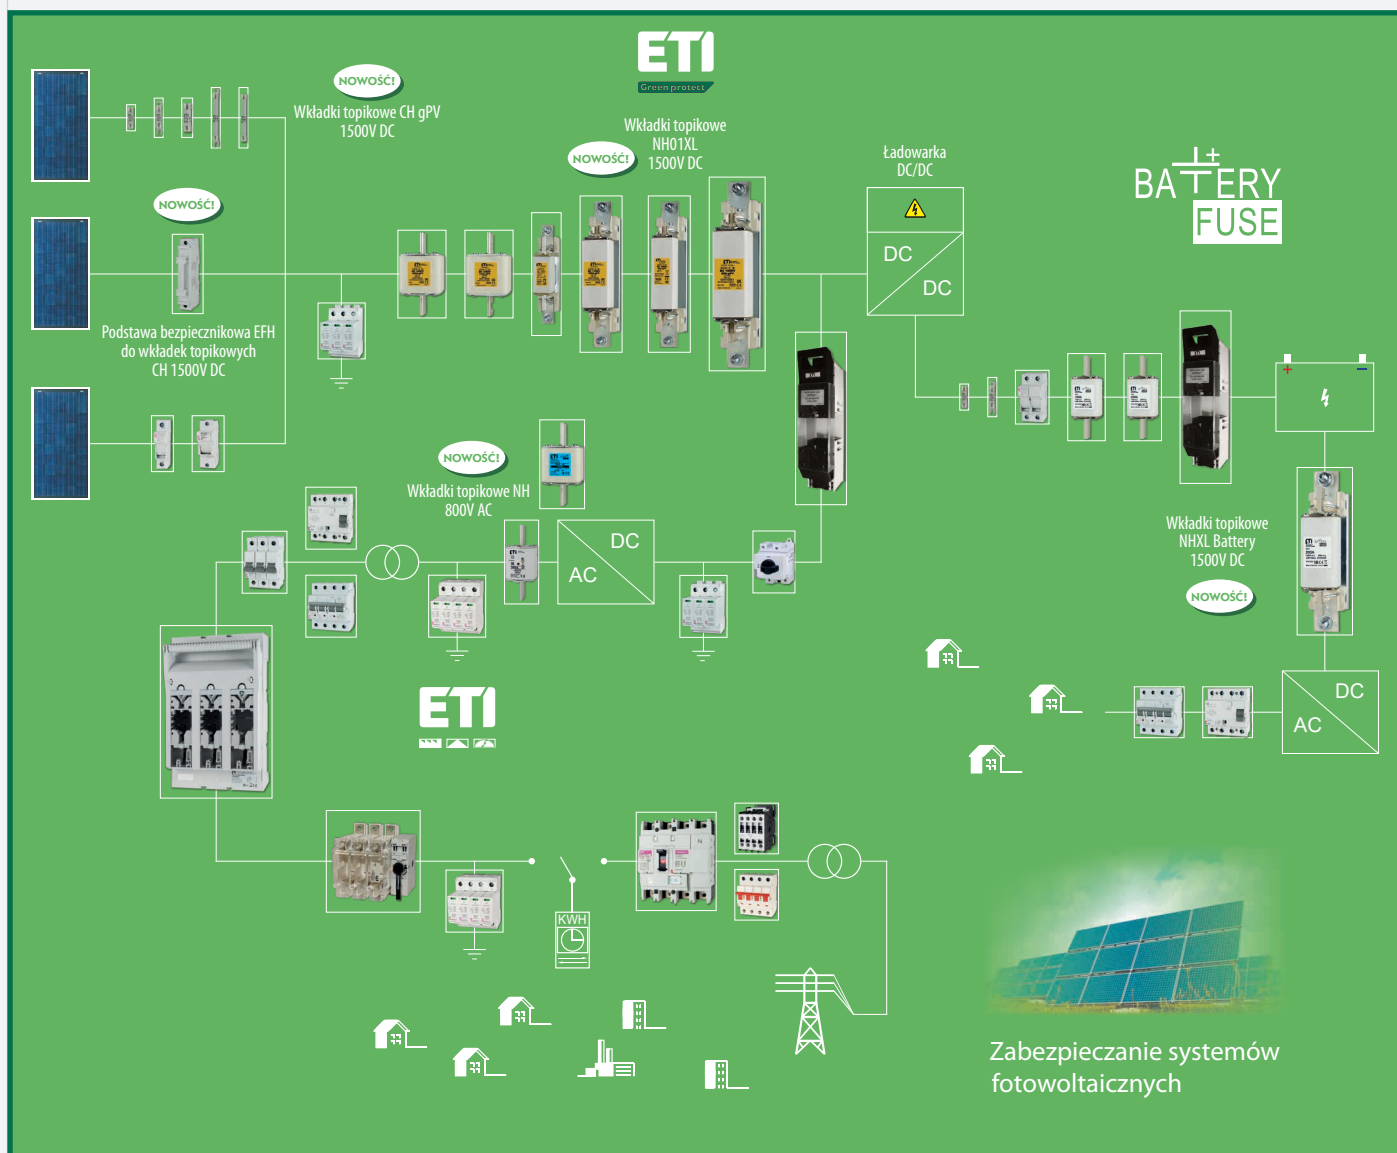 ETI
Green protect
NOWOŚĆ!
Wkładki topikowe CH gPV
1500V DC
Wkładki topikowe
NH01XL
1500V DC
NOWOŚĆ!
Ładowarka
DC/DC
BATTERY
FUSE
NOWOŚĆ!
DC
DC
Podstawa bezpiecznikowa EFH
do wkładek topikowych
CH 1500V DC
+
−
NOWOŚĆ!
Wkładki topikowe NH
800V AC
DC
AC
Wkładki topikowe
NHXL Battery
1500V DC
NOWOŚĆ!
ETI
DC
AC
KWH
Zabezpieczanie systemów
fotowoltaicznych